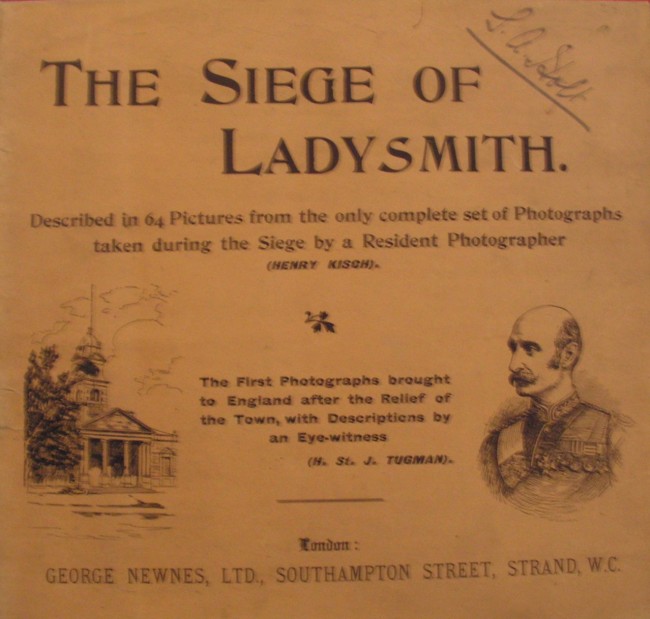 THE SIEGE OF
LADYSMITH.
Described in 64 Pictures from the only complete set of Photographs
taken during the Siege by a Resident Photographer
(HENRY KISCH).
The First Photographs brought
to England after the Relief of
the Town, with Descriptions by
an Eye-witness
(H. St. J. TUGMAN).
London:
GEORGE NEWNES, LTD., SOUTHAMPTON STREET, STRAND, W.C.